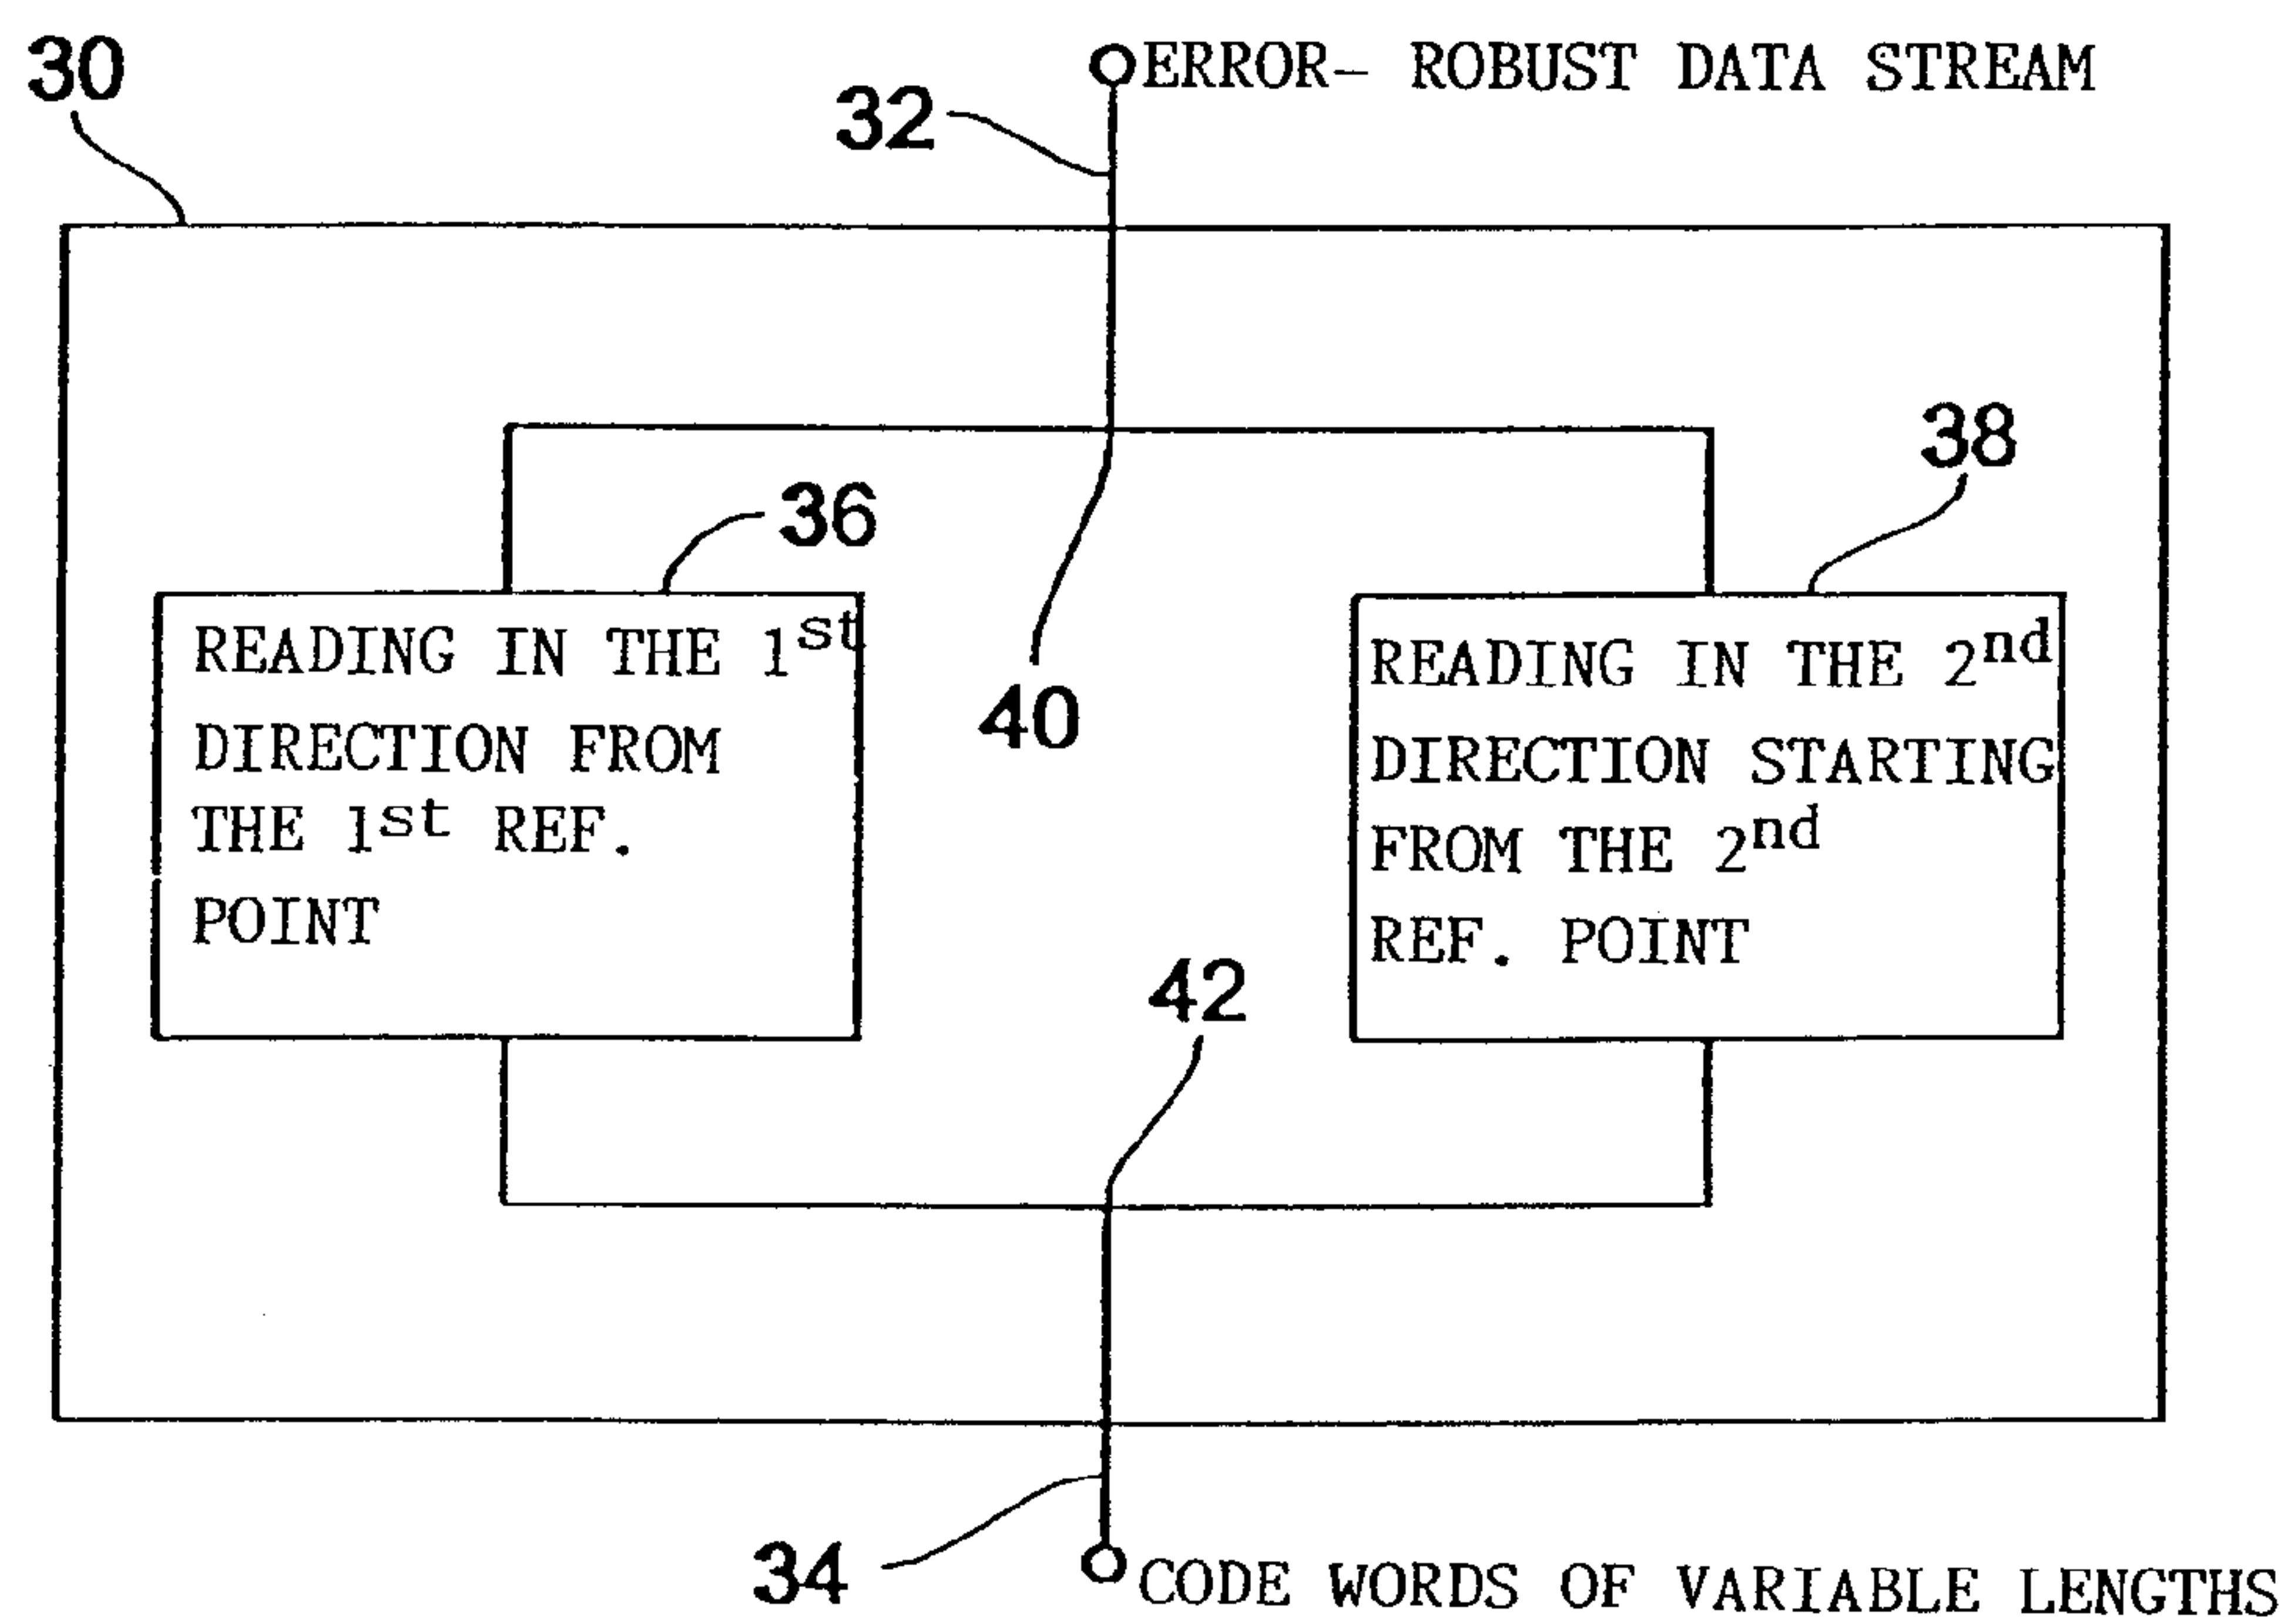 30
ERROR- ROBUST DATA STREAM
32
38
36
READING IN THE 1st
DIRECTION FROM
THE 1st REF.
POINT
READING IN THE 2nd
DIRECTION STARTING
FROM THE 2nd
REF. POINT
40
42
34
CODE WORDS OF VARIABLE LENGTHS